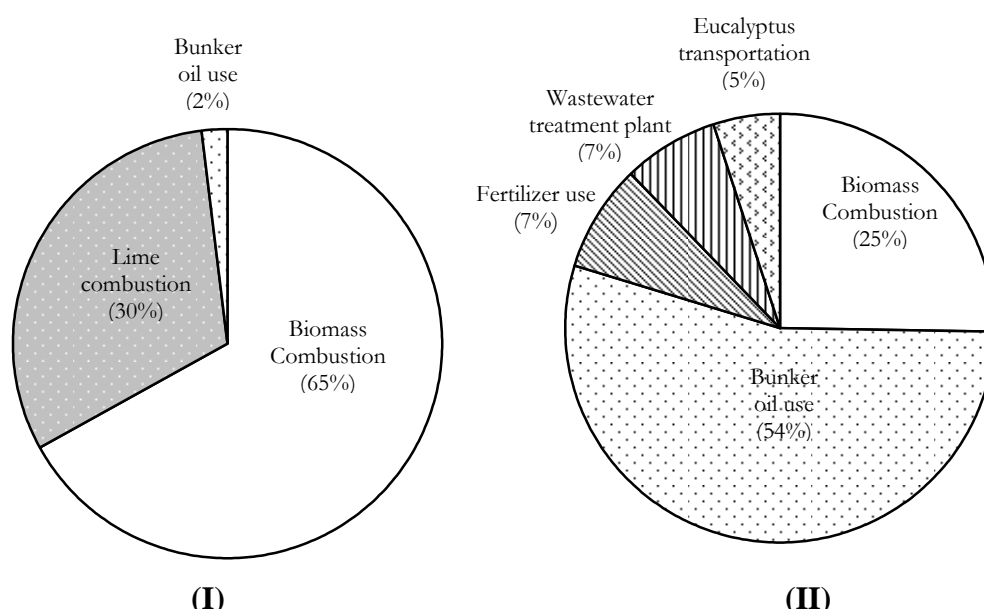 Bunker
oil use
(2%)
Lime
combustion
(30%)
Biomass
Combustion
(65%)
(I)
Eucalyptus
transportation
(5%)
Wastewater
treatment plant
(7%)
Fertilizer use
(7%)
Biomass
Combustion
(25%)
Bunker
oil use
(54%)
(II)